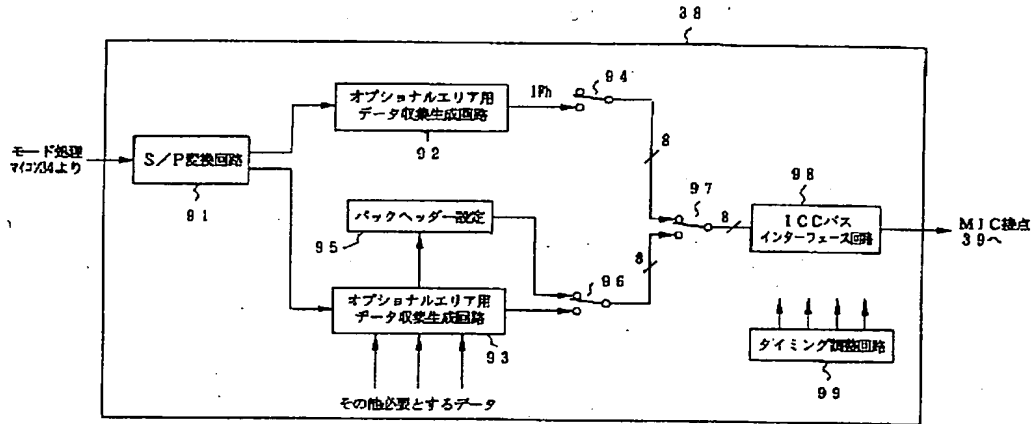 38
オプショナルエリア用
データ収集生成回路
92
1Fh
94
モード処理
マイコン34より
S/P変換回路
91
8
パックヘッダー設定
95
97
8
98
ICCバス
インターフェース回路
MIC接点
39へ
96
8
オプショナルエリア用
データ収集生成回路
93
その他必要とするデータ
タイミング調整回路
99